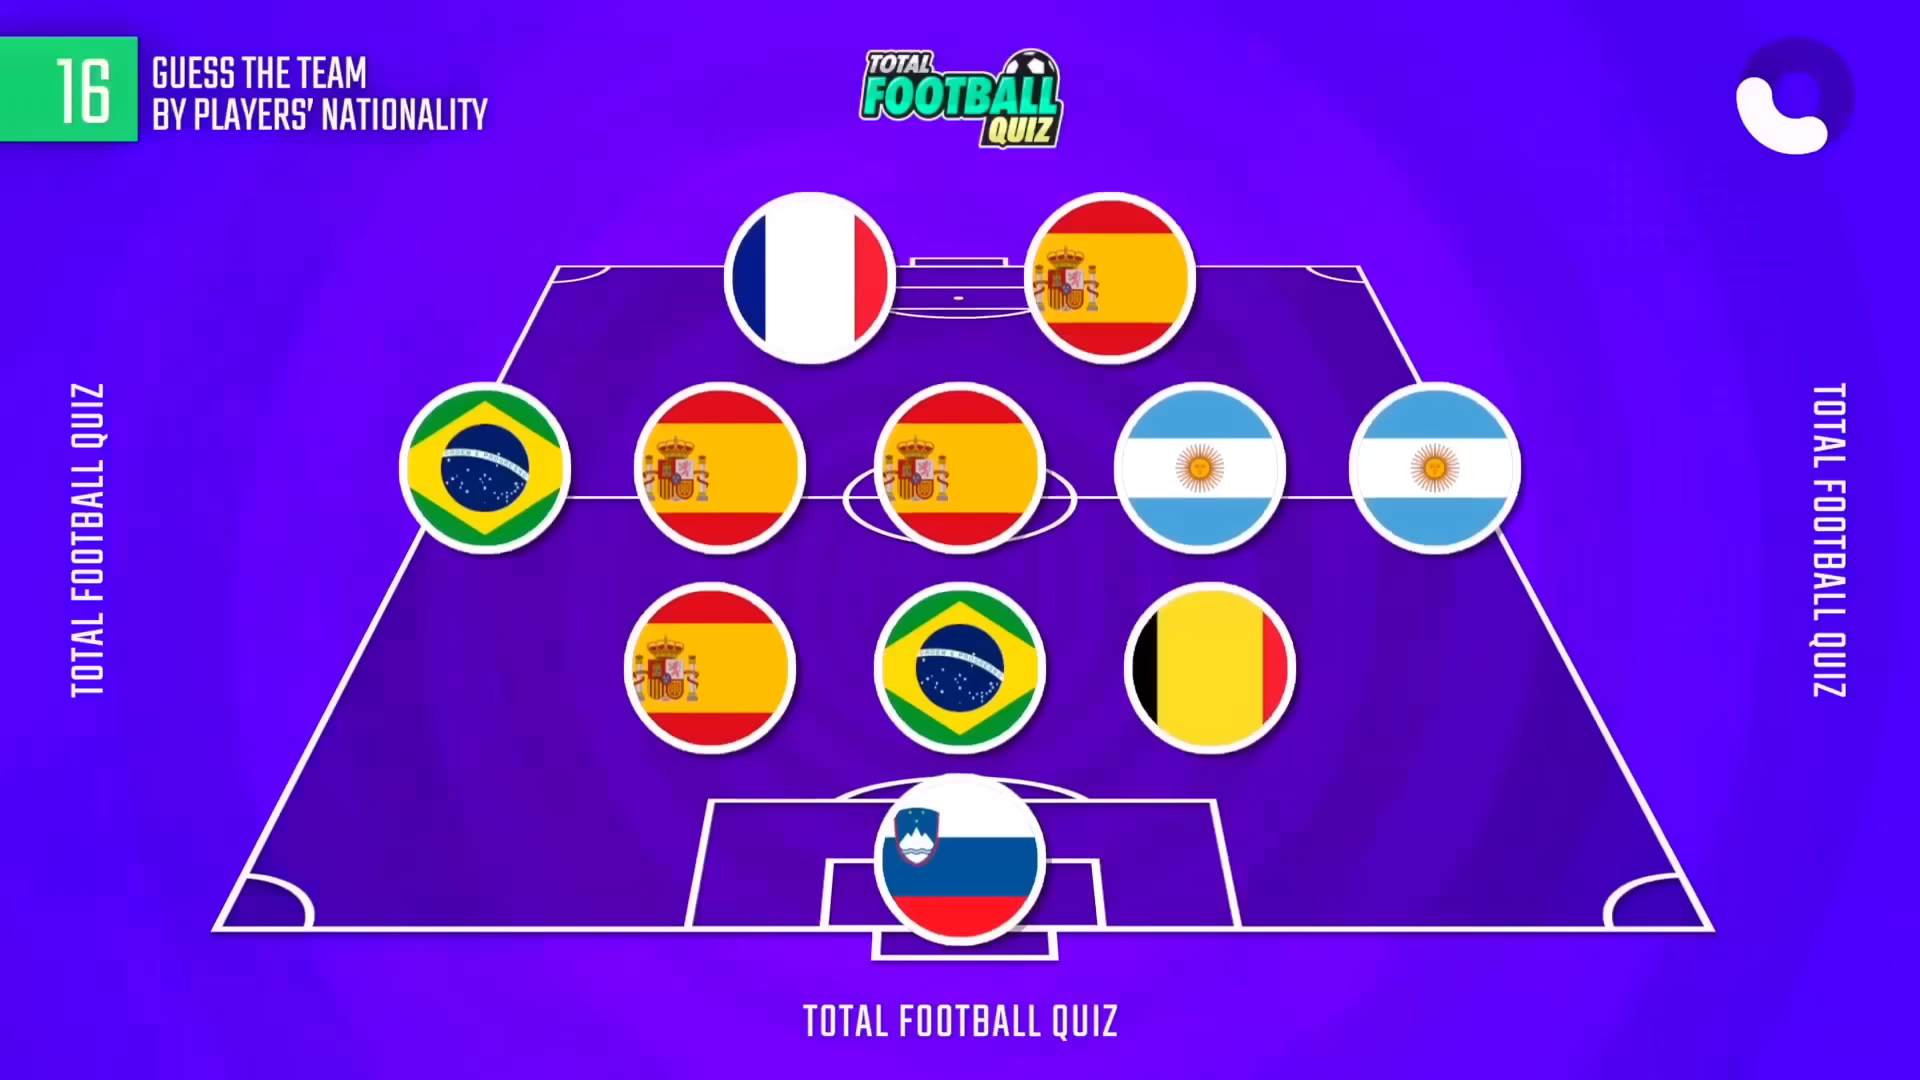 16
GUESS THE TEAM
BY PLAYERS' NATIONALITY
TOTAL
FOOTBALL
QUIZ
TOTAL FOOTBALL QUIZ
TOTAL FOOTBALL QUIZ
TOTAL FOOTBALL QUIZ